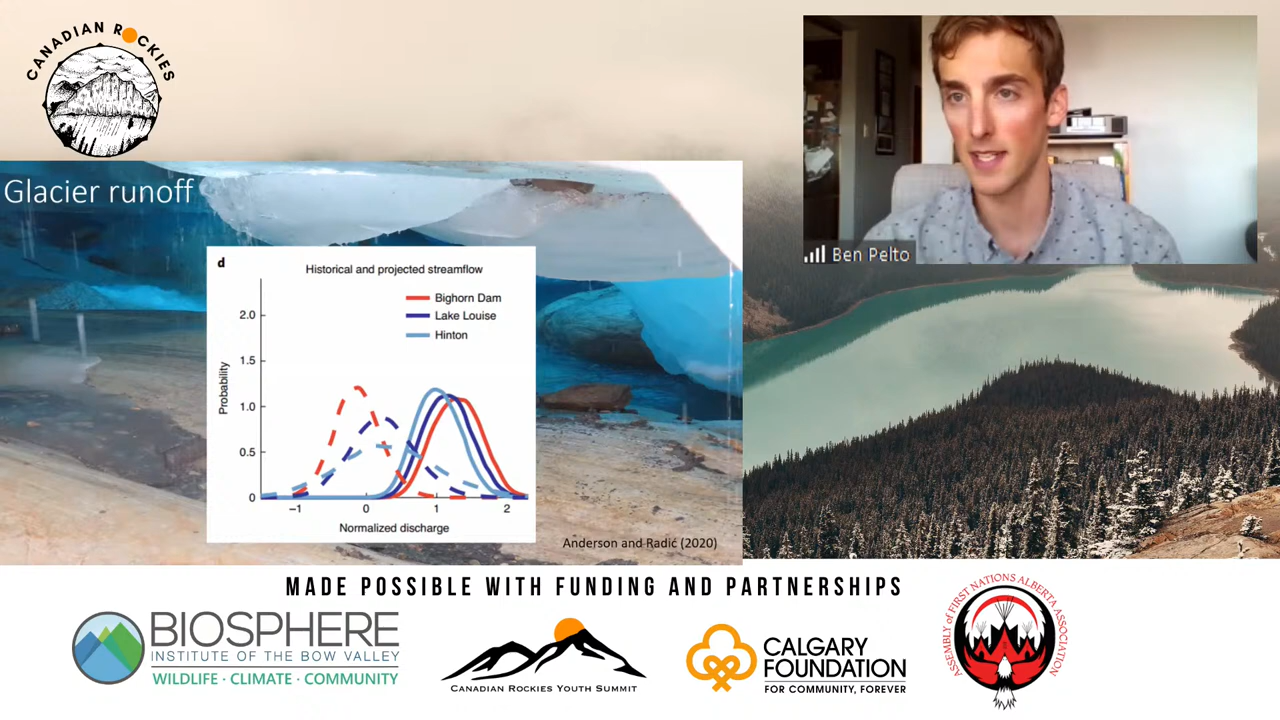 CANADIAN ROCKIES
Ben Pelto
Glacier runoff
d
Historical and projected streamflow
Bighorn Dam
Lake Louise
Hinton
Probability
2.0
1.5
1.0
0.5
0
−1 0 1 2
Normalized discharge
Anderson and Radić (2020)
MADE POSSIBLE WITH FUNDING AND PARTNERSHIPS
BIOSPHERE
INSTITUTE OF THE BOW VALLEY
WILDLIFE · CLIMATE · COMMUNITY
CANADIAN ROCKIES YOUTH SUMMIT
CALGARY
FOUNDATION
FOR COMMUNITY, FOREVER
ASSEMBLY of FIRST NATIONS ALBERTA ASSOCIATION